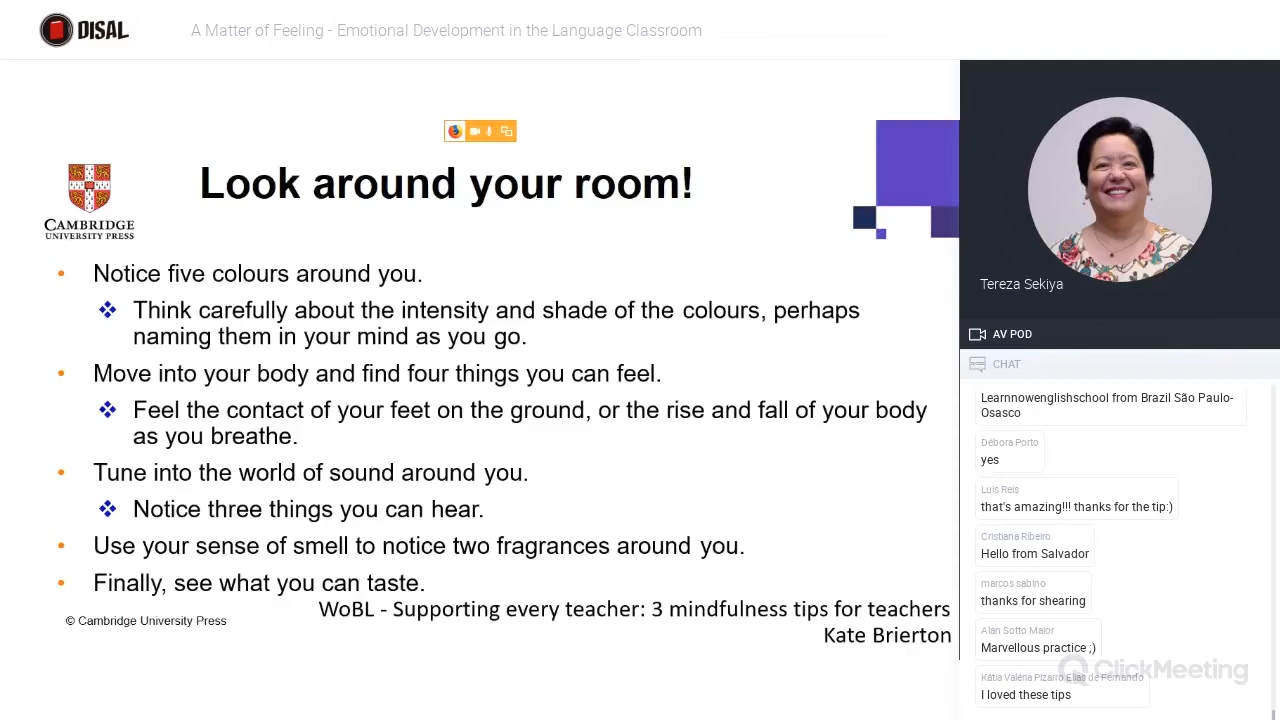 DISAL
A Matter of Feeling - Emotional Development in the Language Classroom
Look around your room!
CAMBRIDGE
UNIVERSITY PRESS
• Notice five colours around you.
❖ Think carefully about the intensity and shade of the colours, perhaps
naming them in your mind as you go.
• Move into your body and find four things you can feel.
❖ Feel the contact of your feet on the ground, or the rise and fall of your body
as you breathe.
• Tune into the world of sound around you.
❖ Notice three things you can hear.
• Use your sense of smell to notice two fragrances around you.
• Finally, see what you can taste.
WoBL - Supporting every teacher: 3 mindfulness tips for teachers
Kate Brierton
© Cambridge University Press
Tereza Sekiya
AV POD
CHAT
Learnnowenglishschool from Brazil São Paulo-
Osasco
Débora Porto
yes
Luis Reis
that's amazing!!! thanks for the tip:)
Cristiana Ribeiro
Hello from Salvador
marcos sabino
thanks for shearing
Alan Sotto Maior
Marvellous practice ;)
Kátia Valéria Pizarro Elias de Fernando
I loved these tips
ClickMeeting